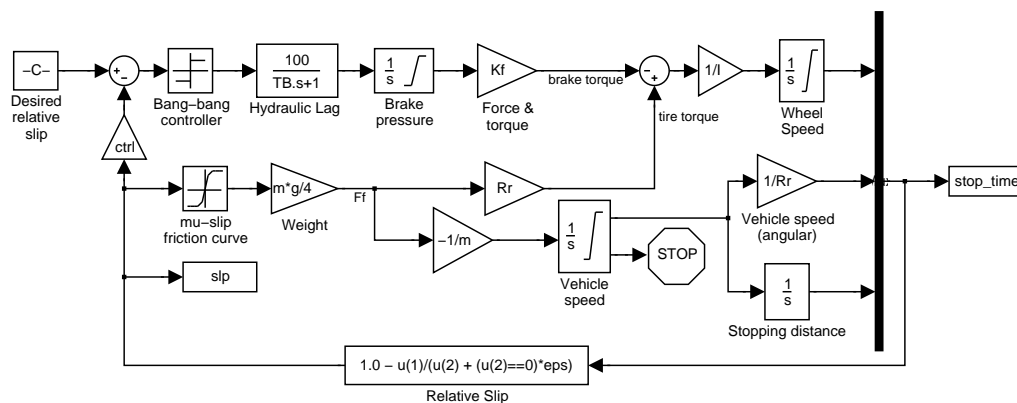 –C–
Desired
relative
slip
+
–
Bang–bang
controller
100
TB.s+1
Hydraulic Lag
1
s
Brake
pressure
Kf
Force &
torque
brake torque
–
+
tire torque
1/I
1
s
Wheel
Speed
ctrl
mu–slip
friction curve
m*g/4
Weight
Ff
Rr
–1/m
1
s
Vehicle
speed
STOP
1/Rr
Vehicle speed
(angular)
1
s
Stopping distance
stop_time
slp
1.0 – u(1)/(u(2) + (u(2)==0)*eps)
Relative Slip